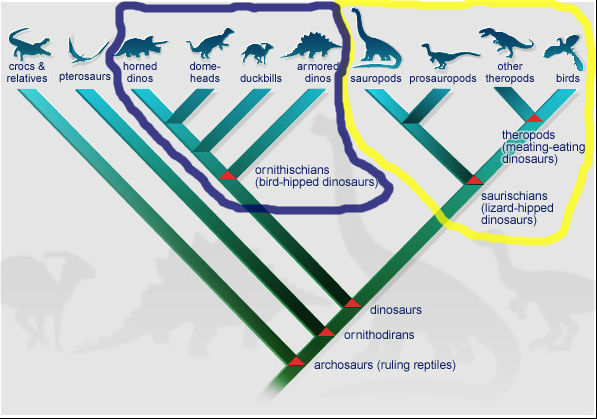 crocs &
relatives
pterosaurs
horned
dinos
dome-
heads
duckbills
armored
dinos
sauropods
prosauropods
other
theropods
birds
theropods
(meating-eating
dinosaurs)
ornithischians
(bird-hipped dinosaurs)
saurischians
(lizard-hipped
dinosaurs)
dinosaurs
ornithodirans
archosaurs (ruling reptiles)